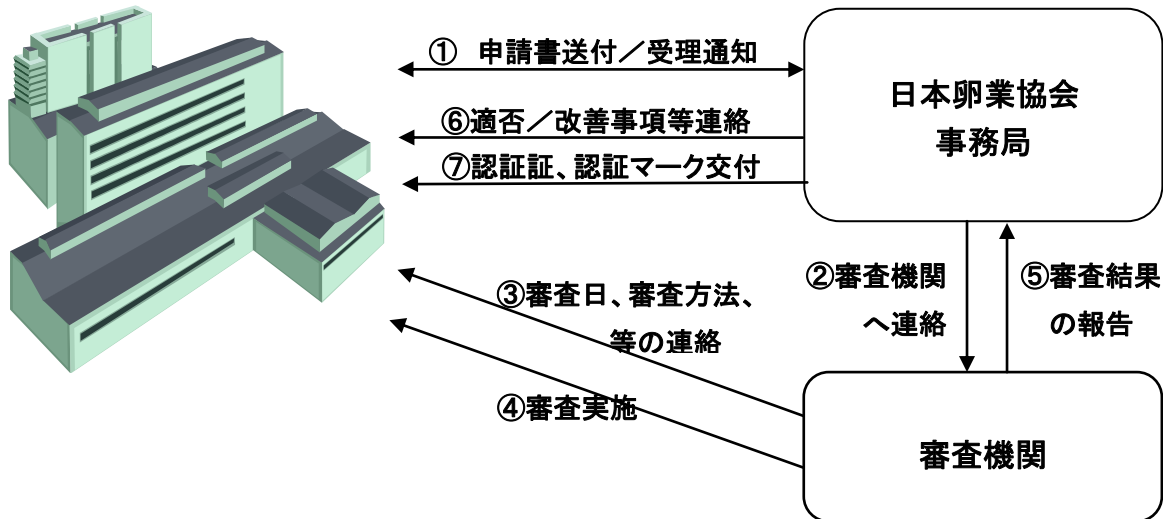 ① 申請書送付／受理通知
⑥適否／改善事項等連絡
⑦認証証、認証マーク交付
日本卵業協会
事務局
②審査機関
へ連絡
⑤審査結果
の報告
③審査日、審査方法、
等の連絡
④審査実施
審査機関